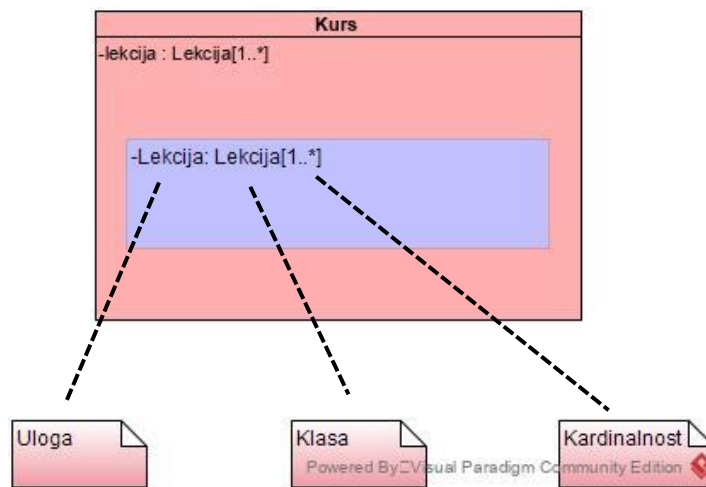 Kurs
-lekcija : Lekcija[1..*]
-Lekcija: Lekcija[1..*]
Uloga
Klasa
Kardinalnost
Powered By Visual Paradigm Community Edition